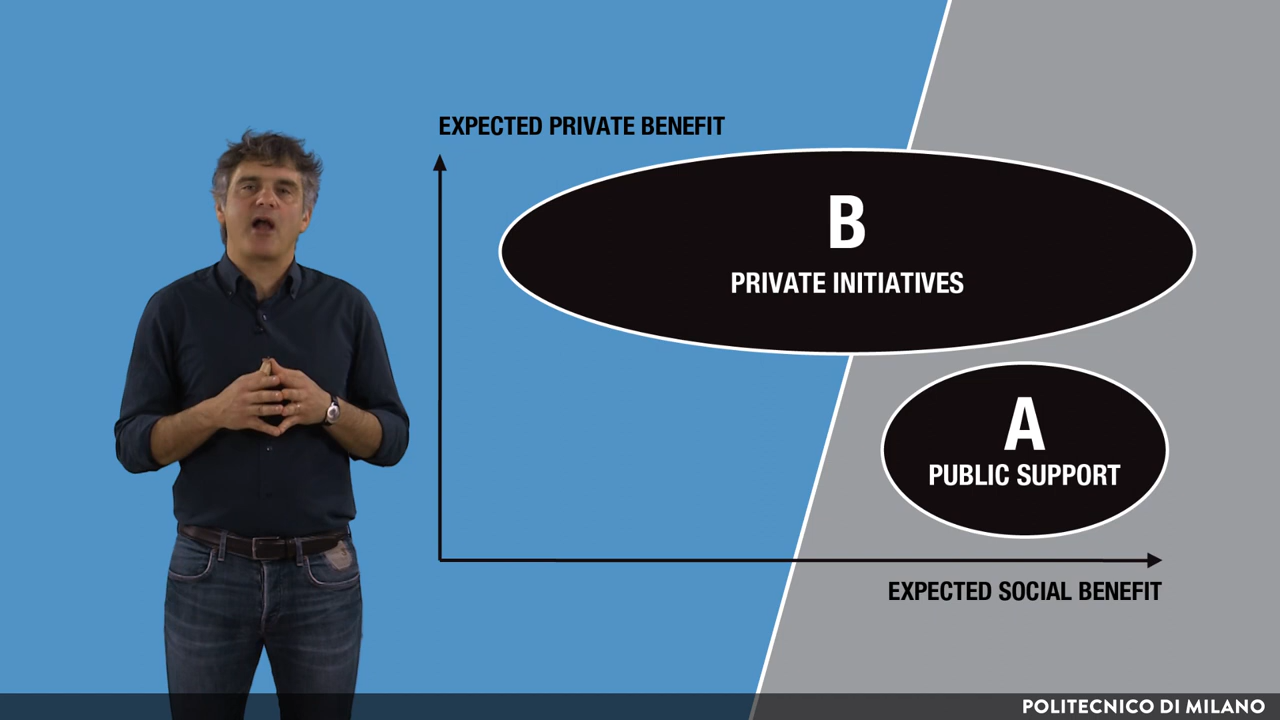 EXPECTED PRIVATE BENEFIT
B
PRIVATE INITIATIVES
A
PUBLIC SUPPORT
EXPECTED SOCIAL BENEFIT
POLITECNICO DI MILANO